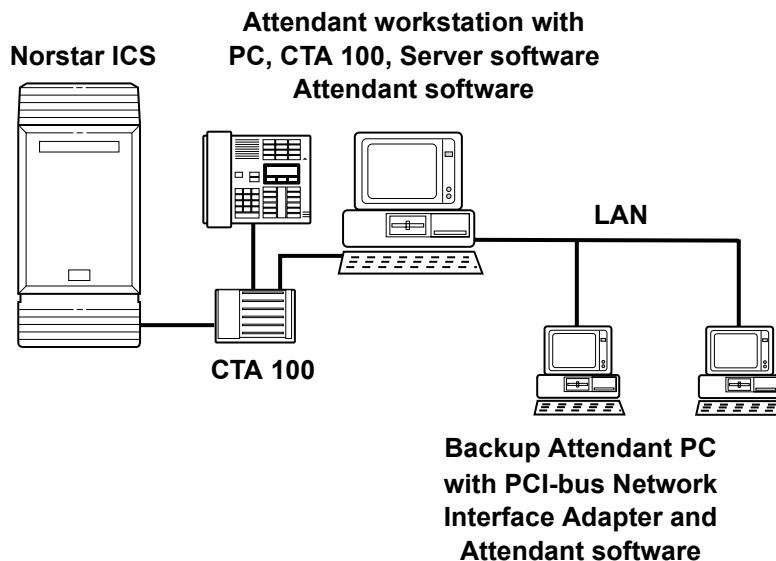 Attendant workstation with
PC, CTA 100, Server software
Attendant software
Norstar ICS
LAN
CTA 100
Backup Attendant PC
with PCI-bus Network
Interface Adapter and
Attendant software